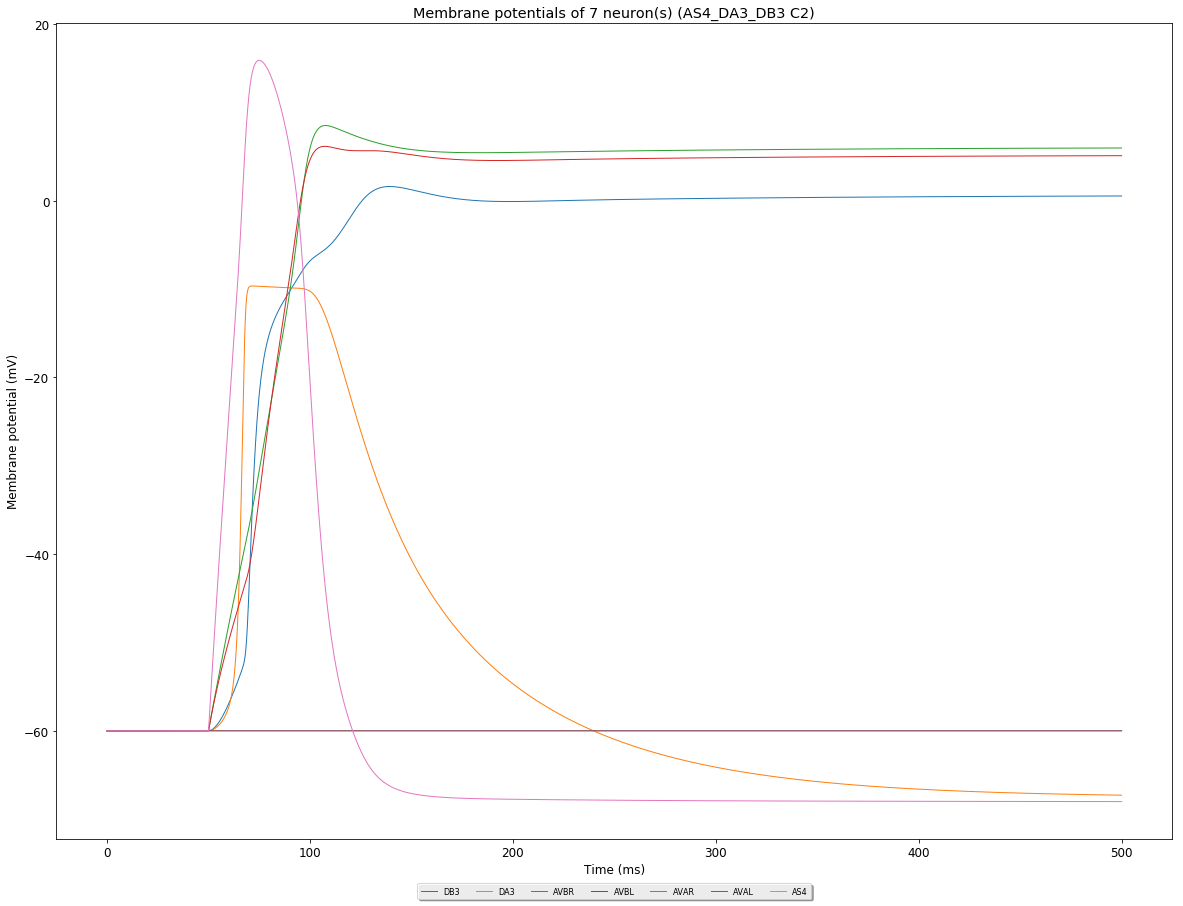 Membrane potentials of 7 neuron(s) (AS4_DA3_DB3 C2)
20
0
−20
−40
−60
Membrane potential (mV)
0 100 200 300 400 500
Time (ms)
DB3 DA3 AVBR AVBL AVAR AVAL AS4